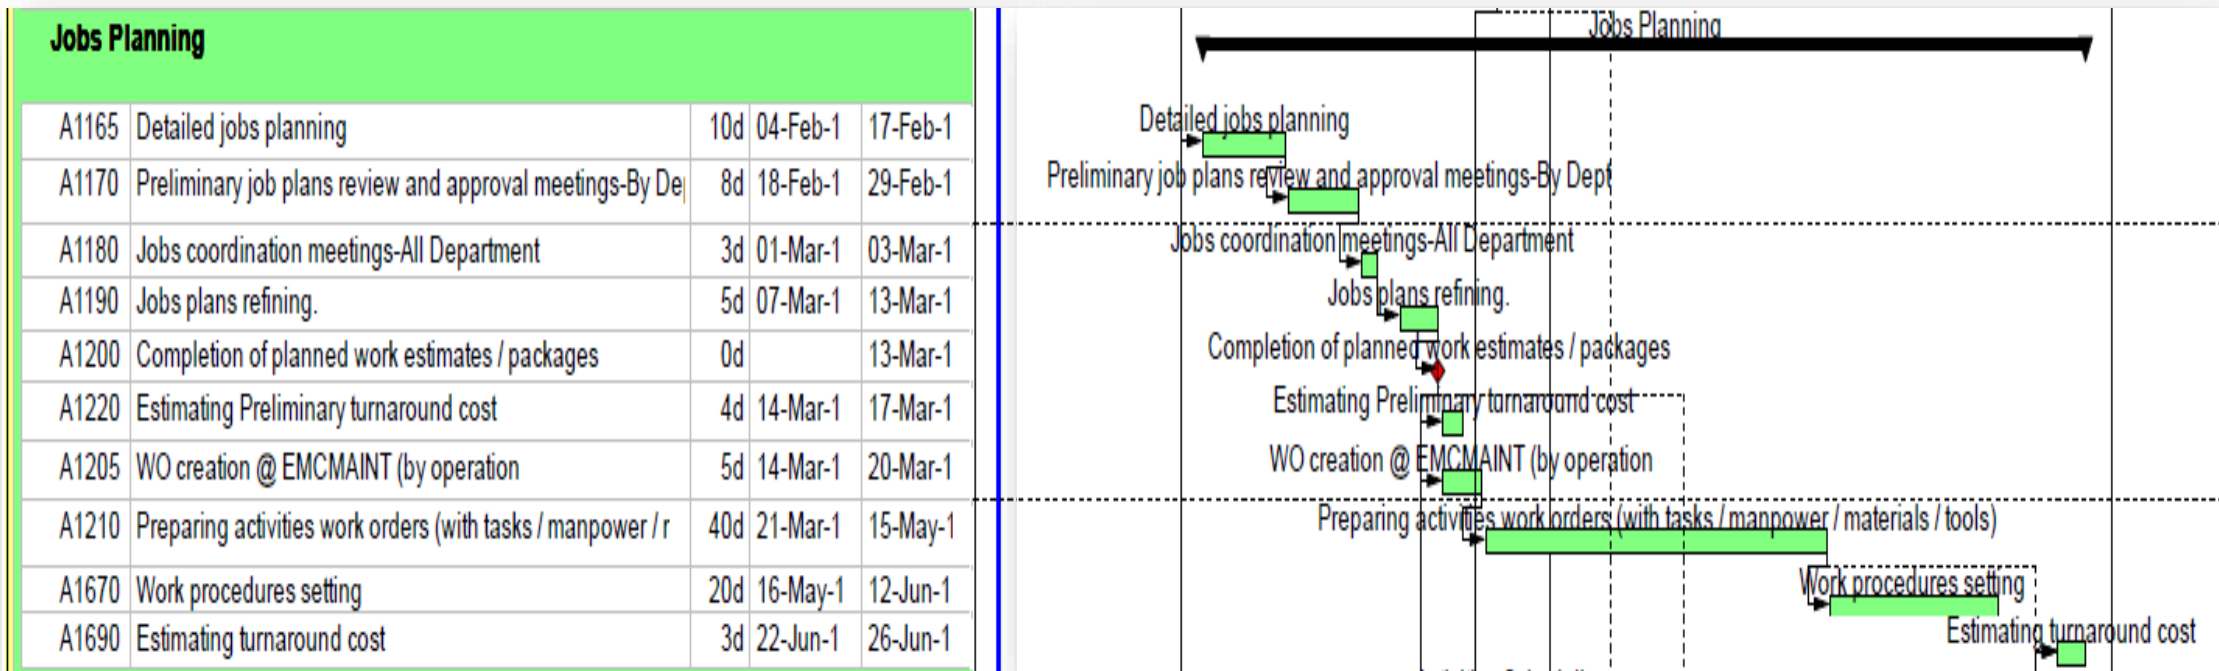 Jobs Planning
A1165 Detailed jobs planning 10d 04-Feb-1 17-Feb-1
A1170 Preliminary job plans review and approval meetings-By De 8d 18-Feb-1 29-Feb-1
A1180 Jobs coordination meetings-All Department 3d 01-Mar-1 03-Mar-1
A1190 Jobs plans refining. 5d 07-Mar-1 13-Mar-1
A1200 Completion of planned work estimates / packages 0d 13-Mar-1
A1220 Estimating Preliminary turnaround cost 4d 14-Mar-1 17-Mar-1
A1205 WO creation @ EMCMAINT (by operation 5d 14-Mar-1 20-Mar-1
A1210 Preparing activities work orders (with tasks / manpower / r 40d 21-Mar-1 15-May-1
A1670 Work procedures setting 20d 16-May-1 12-Jun-1
A1690 Estimating turnaround cost 3d 22-Jun-1 26-Jun-1
Jobs Planning
Detailed jobs planning
Preliminary job plans review and approval meetings-By Dept
Jobs coordination meetings-All Department
Jobs plans refining.
Completion of planned work estimates / packages
Estimating Preliminary turnaround cost
WO creation @ EMCMAINT (by operation
Preparing activities work orders (with tasks / manpower / materials / tools)
Work procedures setting
Estimating turnaround cost